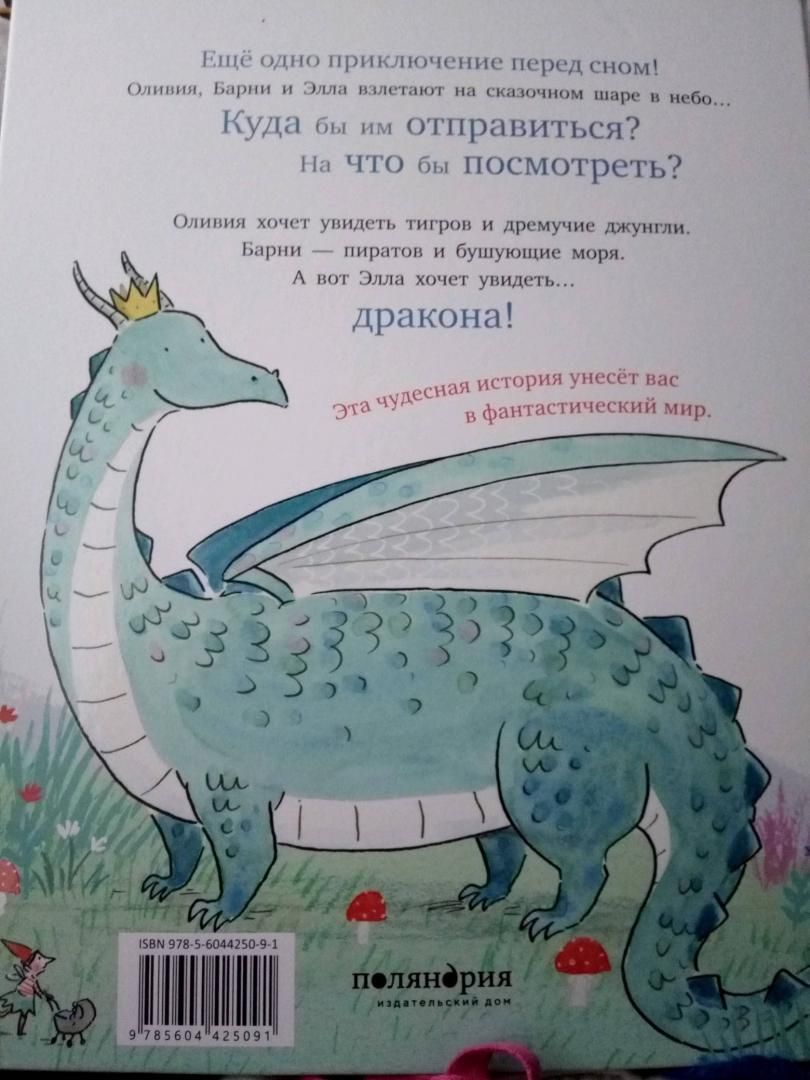 Ещё одно приключение перед сном!
Оливия, Барни и Элла взлетают на сказочном шаре в небо...
Куда бы им отправиться?
На что бы посмотреть?
Оливия хочет увидеть тигров и дремучие джунгли.
Барни — пиратов и бушующие моря.
А вот Элла хочет увидеть...
дракона!
Эта чудесная история унесёт вас
в фантастический мир.
ISBN 978-5-6044250-9-1
9 785604 425091
поляндрия
издательский дом